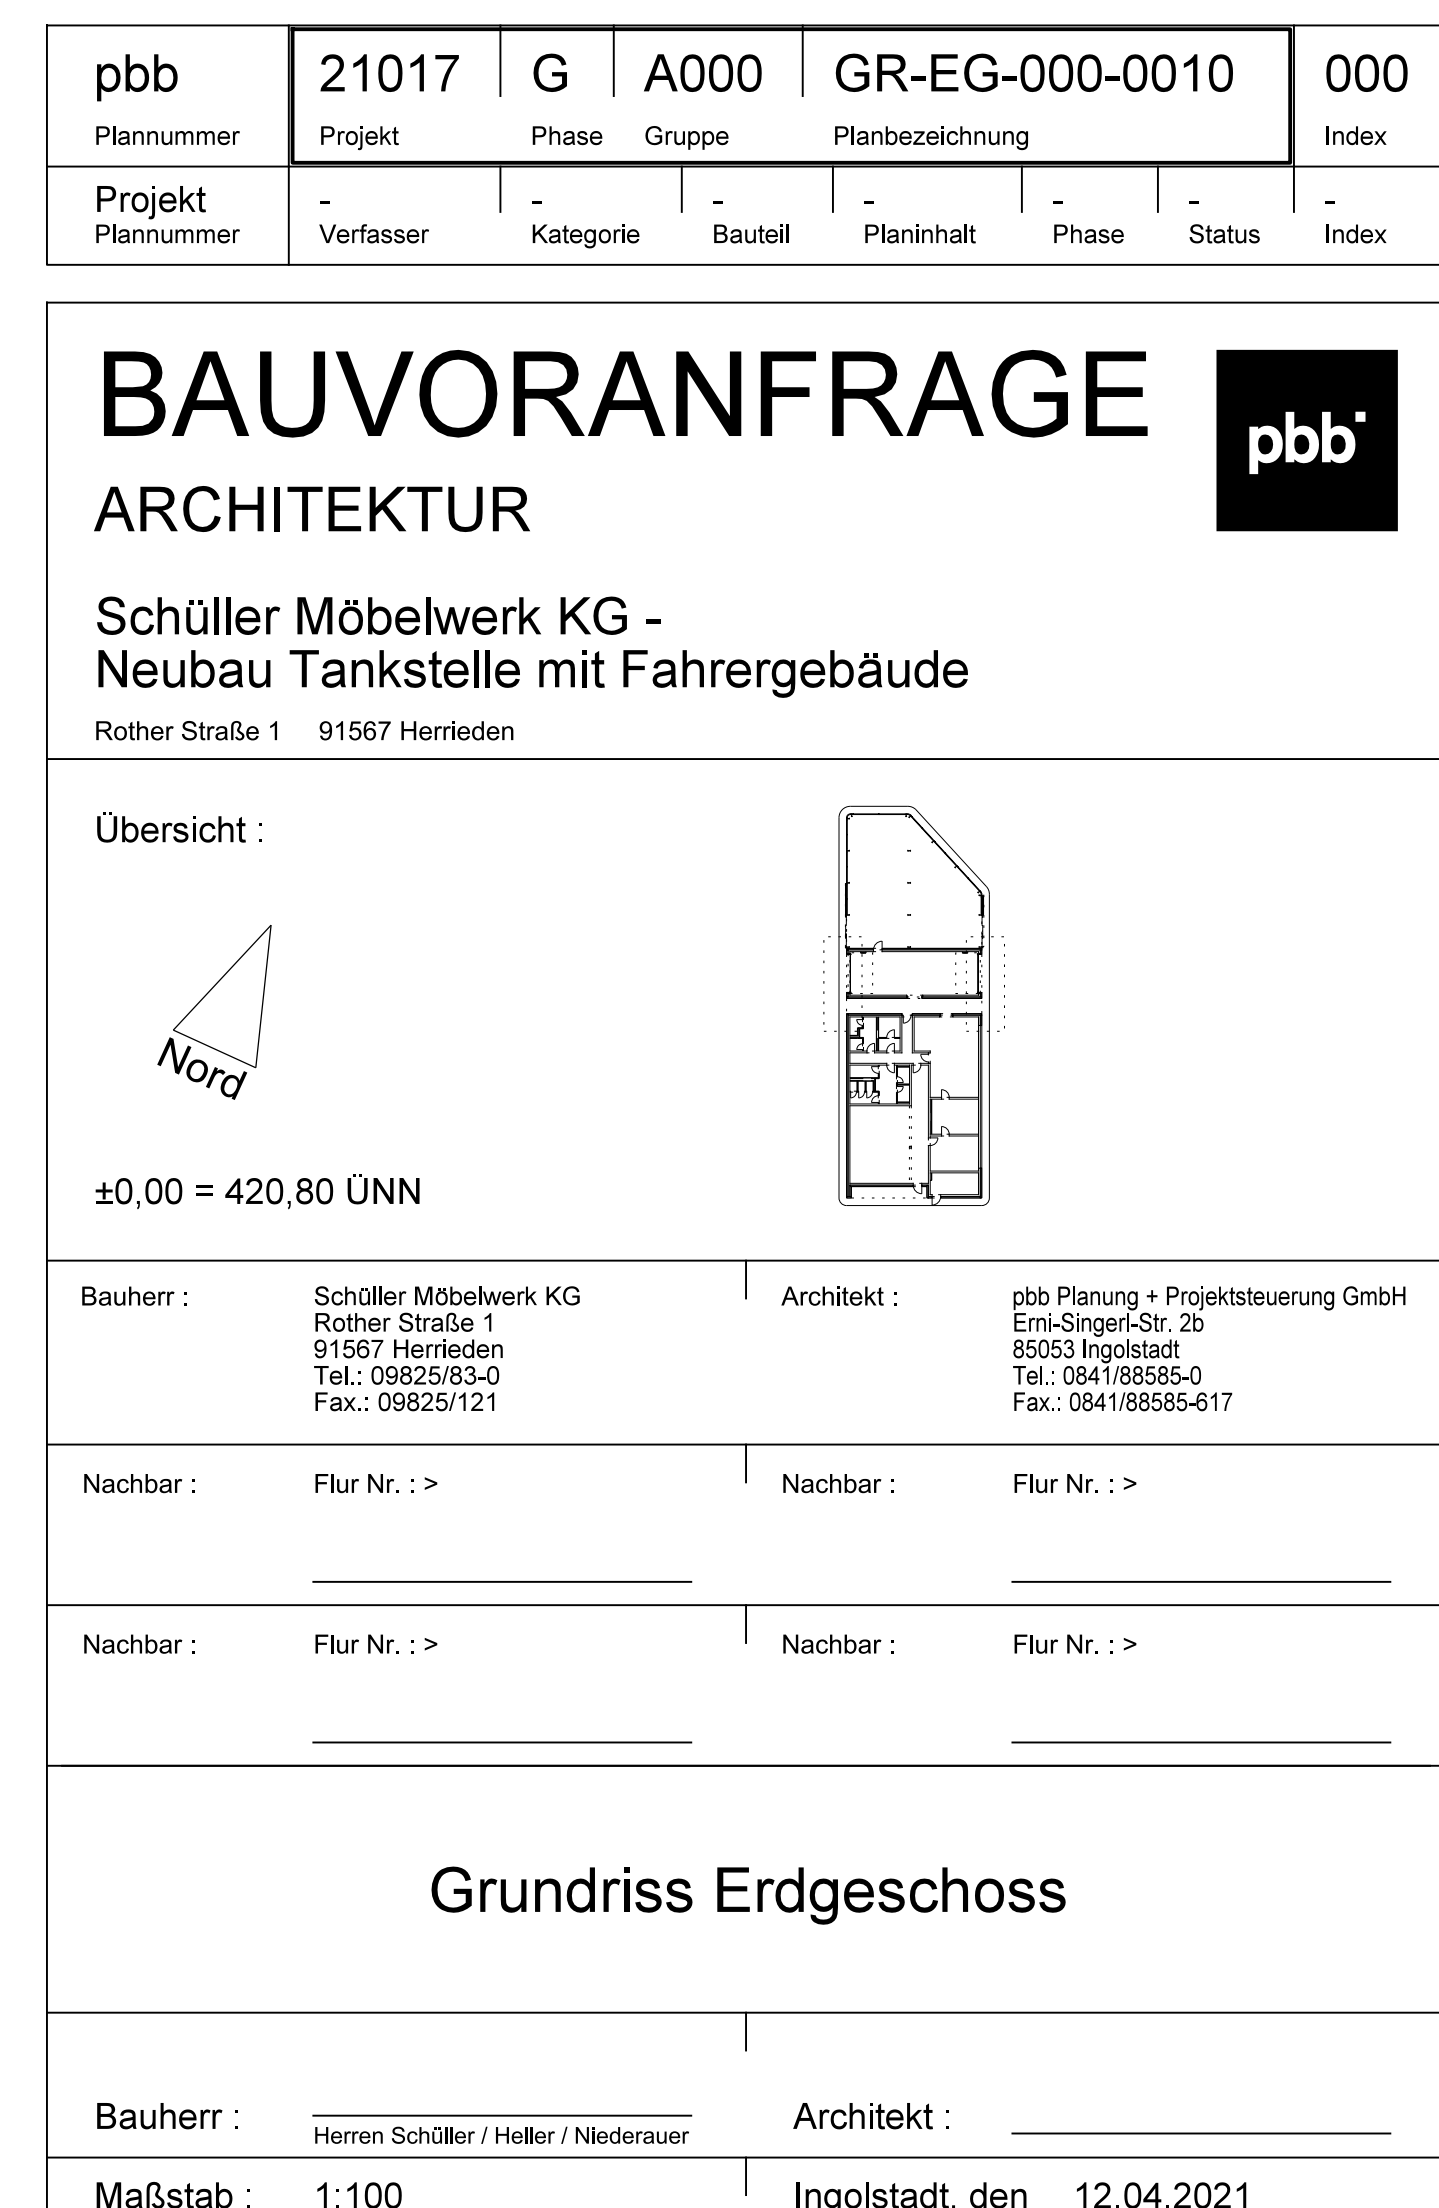 pbb 21017 G A000 GR-EG-000-0010 000
Plannummer Projekt Phase Gruppe Planbezeichnung Index
Projekt - - - - - - -
Plannummer Verfasser Kategorie Bauteil Planinhalt Phase Status Index
BAUVORANFRAGE
pbb
ARCHITEKTUR
Schüller Möbelwerk KG -
Neubau Tankstelle mit Fahrergebäude
Rother Straße 1 91567 Herrieden
Übersicht :
Nord
±0,00 = 420,80 ÜNN
Bauherr : Schüller Möbelwerk KG
Rother Straße 1
91567 Herrieden
Tel.: 09825/83-0
Fax.: 09825/121
Architekt : pbb Planung + Projektsteuerung GmbH
Erni-Singerl-Str. 2b
85053 Ingolstadt
Tel.: 0841/88585-0
Fax.: 0841/88585-617
Nachbar : Flur Nr. : >
Nachbar : Flur Nr. : >
Nachbar : Flur Nr. : >
Nachbar : Flur Nr. : >
Grundriss Erdgeschoss
Bauherr :
Herren Schüller / Heller / Niederauer
Architekt :
Maßstab : 1:100
Ingolstadt, den 12.04.2021